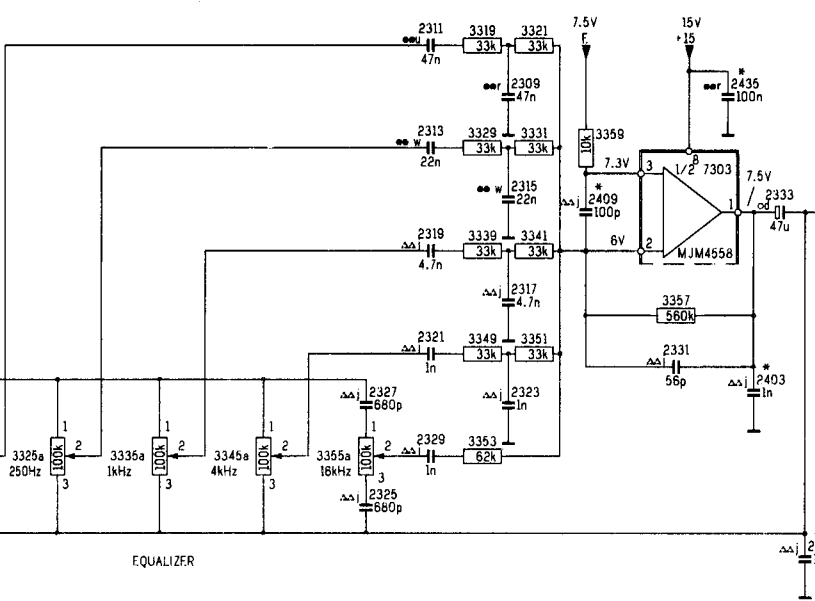 2311 3319 3321 7.5V 15V
F +15
47n 33k 33k
*
2309 2435
47n 100n
2313 3329 3331 3359
10k
22n 33k 33k 7.3V 3 1/2 8 7303
7.5V
w 2315 * 2409 1 2333
22n 100p 47u
2319 3339 3341
4.7n 33k 33k 6V 2 MJM4558
2317
4.7n 3357
560k
2321 3349 3351
1n 33k 33k 2331 *
56p 2403
1n
2327 2323
680p 1n
1 1 1 1
3325a 100k 2 3335a 100k 2 3345a 100k 2 3355a 100k 2 2329 3353
250Hz 1kHz 4kHz 16kHz 1n 62k
3 3 3 3
2325
680p
EQUALIZER